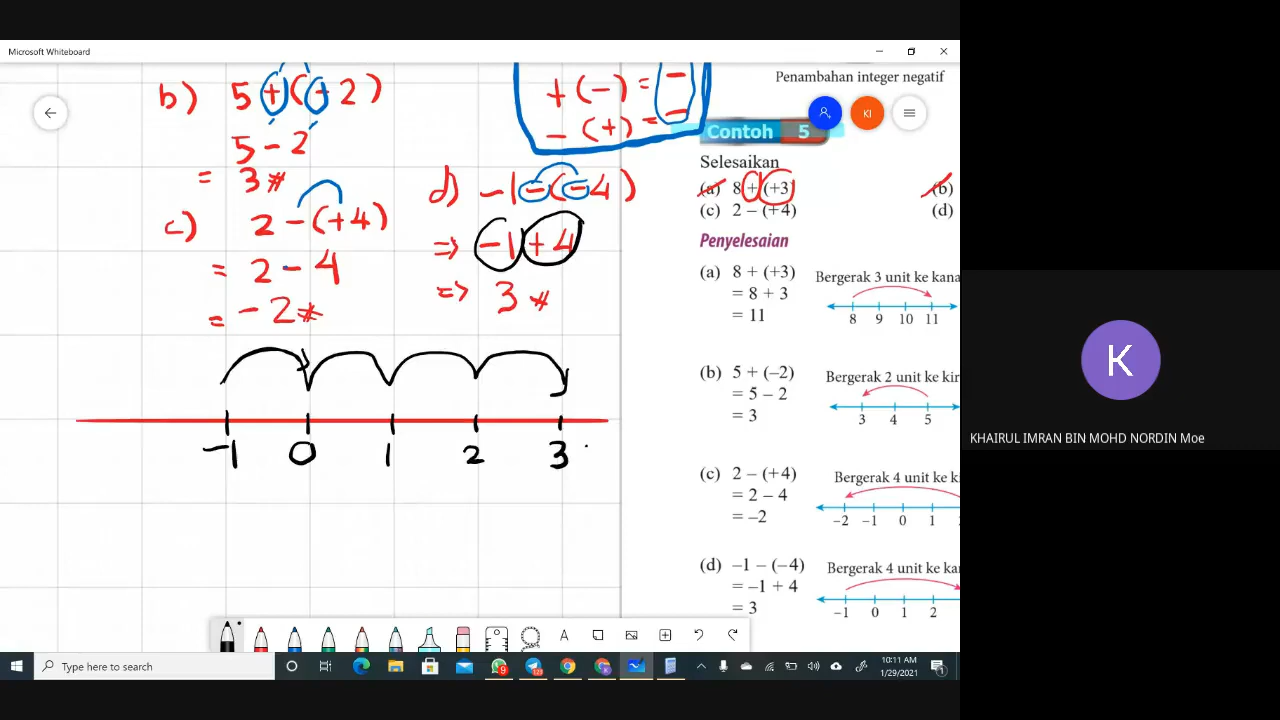 Microsoft Whiteboard
b) 5 + (+2)
5 - 2
= 3 *
c) 2 - (+4)
= 2 - 4
= -2 *
+ (-) = -
- (+) = -
d) -1 - (-4)
=> -1 + 4
=> 3 *
-1 0 1 2 3
Penambahan integer negatif
KI
Contoh 5
Selesaikan
(a) 8 + (+3)
(b)
(c) 2 – (+4)
(d)
Penyelesaian
(a) 8 + (+3)
= 8 + 3
= 11
Bergerak 3 unit ke kana
8 9 10 11
(b) 5 + (–2)
= 5 – 2
= 3
Bergerak 2 unit ke kir
3 4 5
(c) 2 – (+4)
= 2 – 4
= –2
Bergerak 4 unit ke ki
–2 –1 0 1
(d) –1 – (–4)
= –1 + 4
= 3
Bergerak 4 unit ke kan
–1 0 1 2
K
KHAIRUL IMRAN BIN MOHD NORDIN Moe
A
Type here to search
9
123
10:11 AM
1/29/2021
1